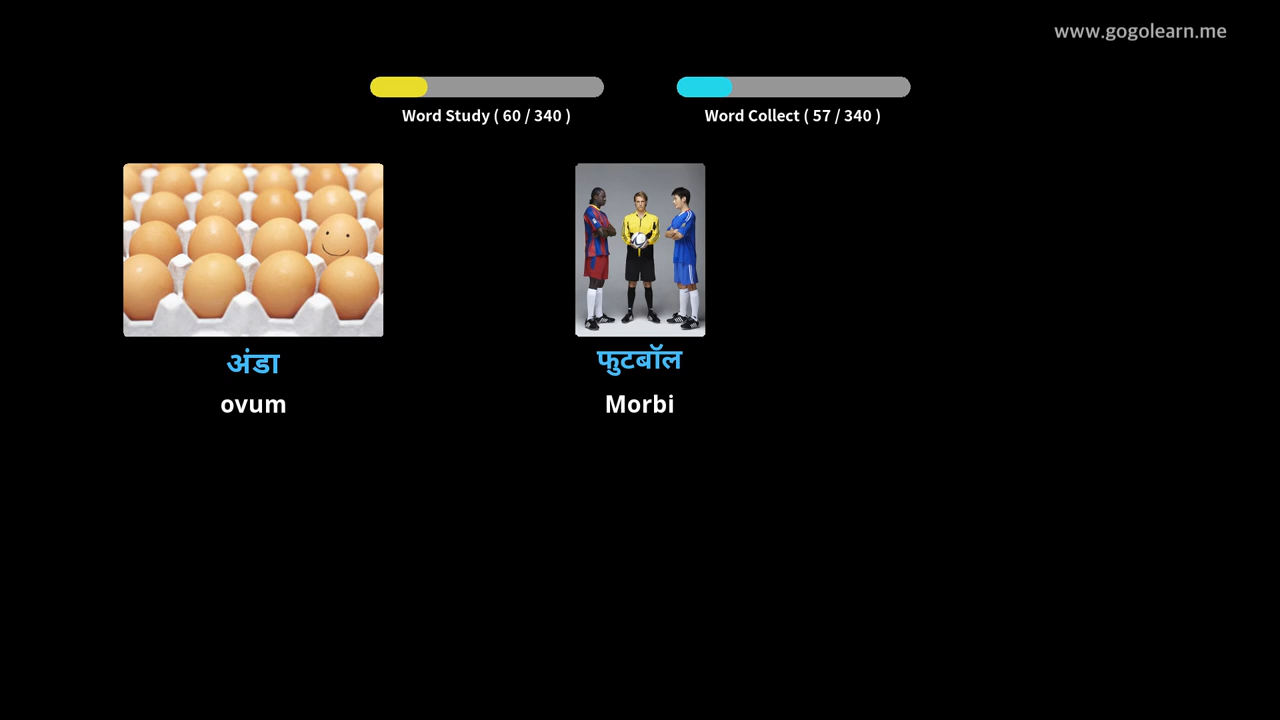 www.gogolearn.me
Word Study ( 60 / 340 )
Word Collect ( 57 / 340 )
अंडा
ovum
फुटबॉल
Morbi